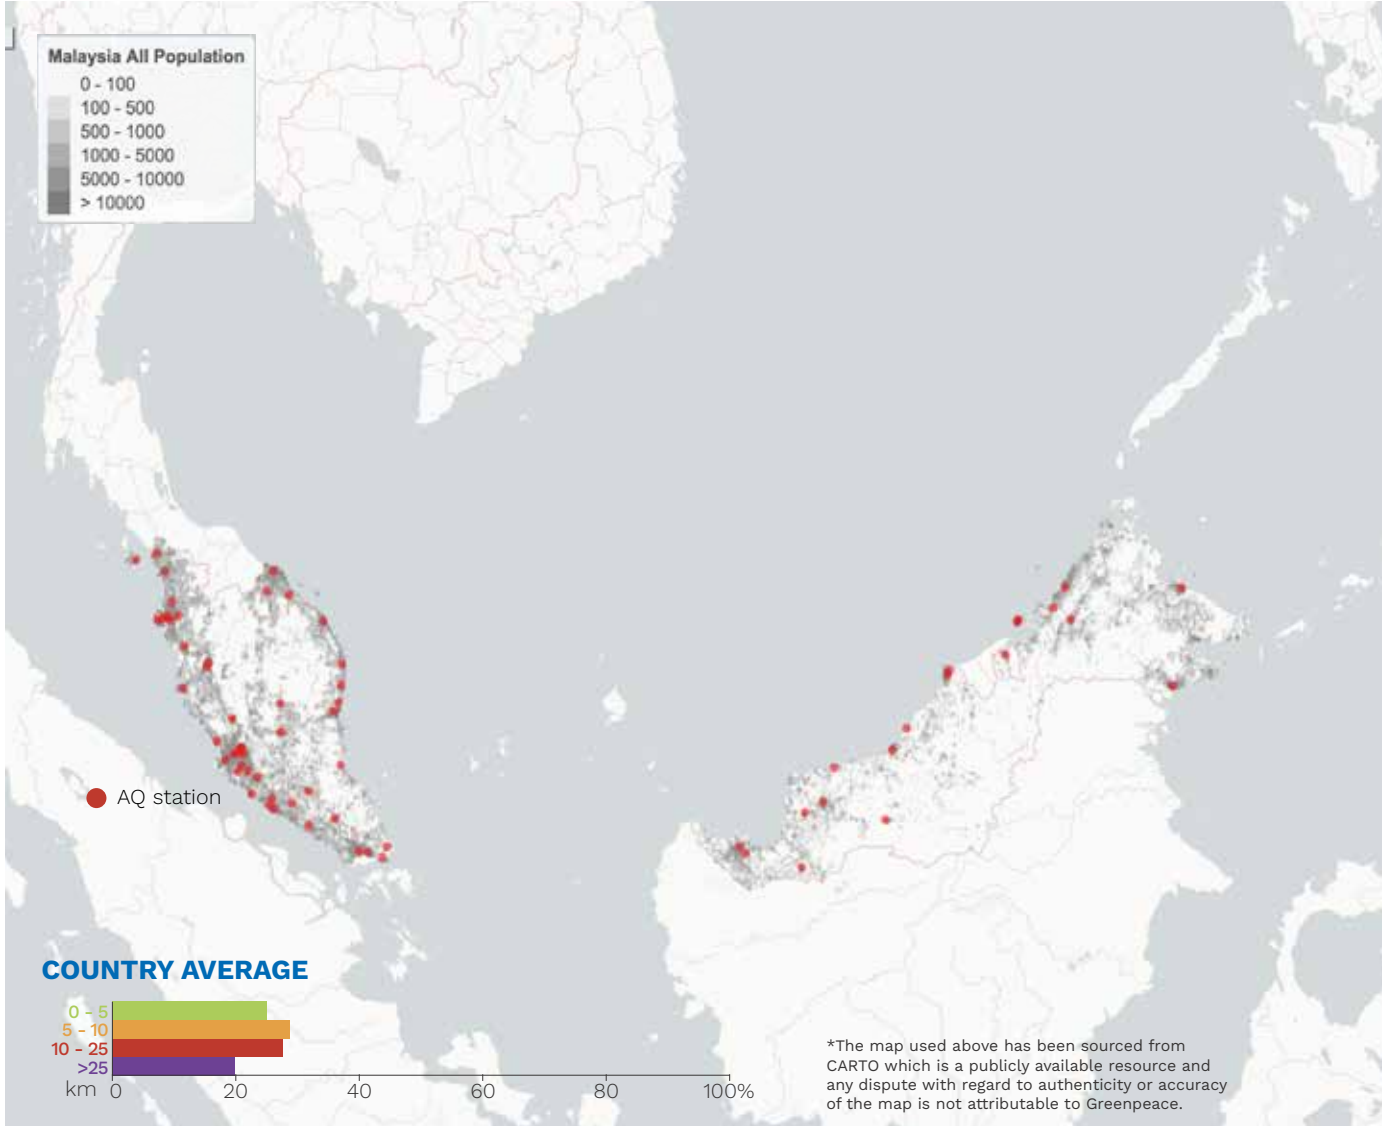 Malaysia All Population
0 - 100
100 - 500
500 - 1000
1000 - 5000
5000 - 10000
> 10000
AQ station
COUNTRY AVERAGE
0 - 5
5 - 10
10 - 25
>25
km 0 20 40 60 80 100%
*The map used above has been sourced from
CARTO which is a publicly available resource and
any dispute with regard to authenticity or accuracy
of the map is not attributable to Greenpeace.